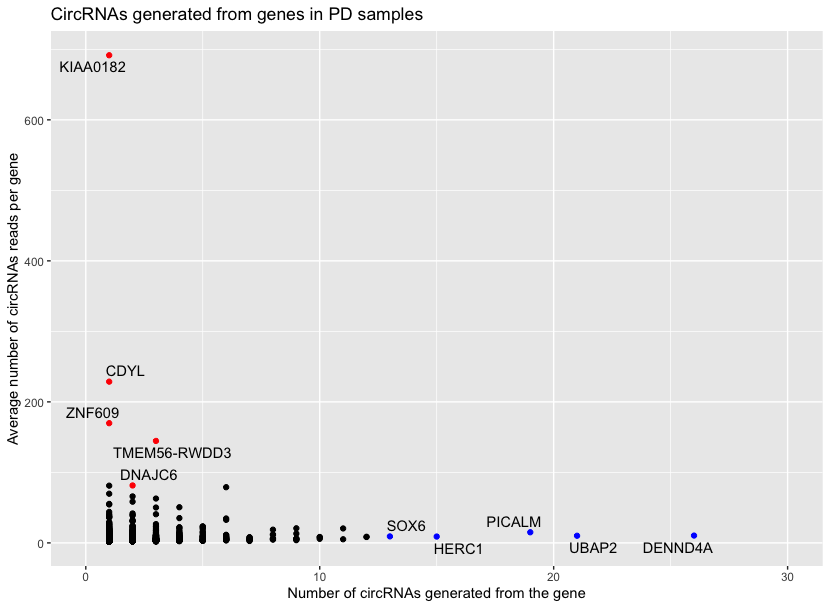 CircRNAs generated from genes in PD samples
KIAA0182
600
400
CDYL
ZNF609
200
TMEM56-RWDD3
DNAJC6
SOX6
PICALM
HERC1
UBAP2
DENND4A
0
0
10
20
30
Number of circRNAs generated from the gene
Average number of circRNAs reads per gene